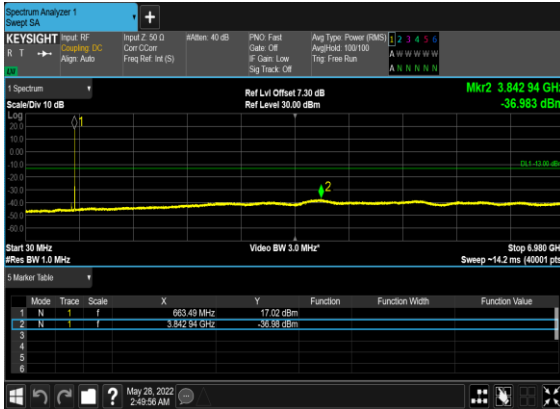 Spectrum Analyzer 1
Swept SA
+
KEYSIGHT
R T
Input: RF
Coupling: DC
Align: Auto
Input Z: 50 Ω
Corr CCorr
Freq Ref: Int (S)
#Atten: 40 dB
PNO: Fast
Gate: Off
IF Gain: Low
Sig Track: Off
Avg Type: Power (RMS)
Avg|Hold: 100/100
Trig: Free Run
1 2 3 4 5 6
A W W W W W
A N N N N N
1 Spectrum
Scale/Div 10 dB
Log
Ref Lvl Offset 7.30 dB
Ref Level 30.00 dBm
Mkr2 3.842 94 GHz
-36.983 dBm
20.0
10.0
0.00
-10.0
-20.0
-30.0
-40.0
-50.0
-60.0
1
2
DL1 -13.00 dBm
Start 30 MHz
#Res BW 1.0 MHz
Video BW 3.0 MHz*
Stop 6.980 GHz
Sweep ~14.2 ms (40001 pts)
5 Marker Table
Mode Trace Scale X Y Function Function Width Function Value
1 N 1 f 663.49 MHz 17.02 dBm
2 N 1 f 3.842 94 GHz -36.98 dBm
3
4
5
6
?
May 28, 2022
2:49:56 AM